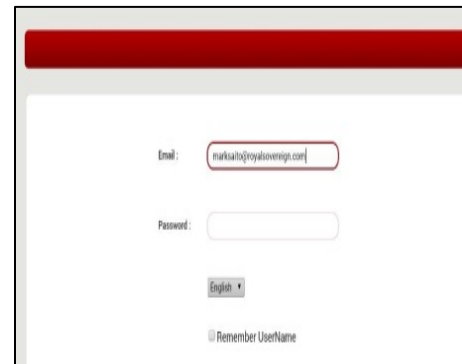 Email :
marksaito@royalsovereign.com
Password :
English
Remember UserName